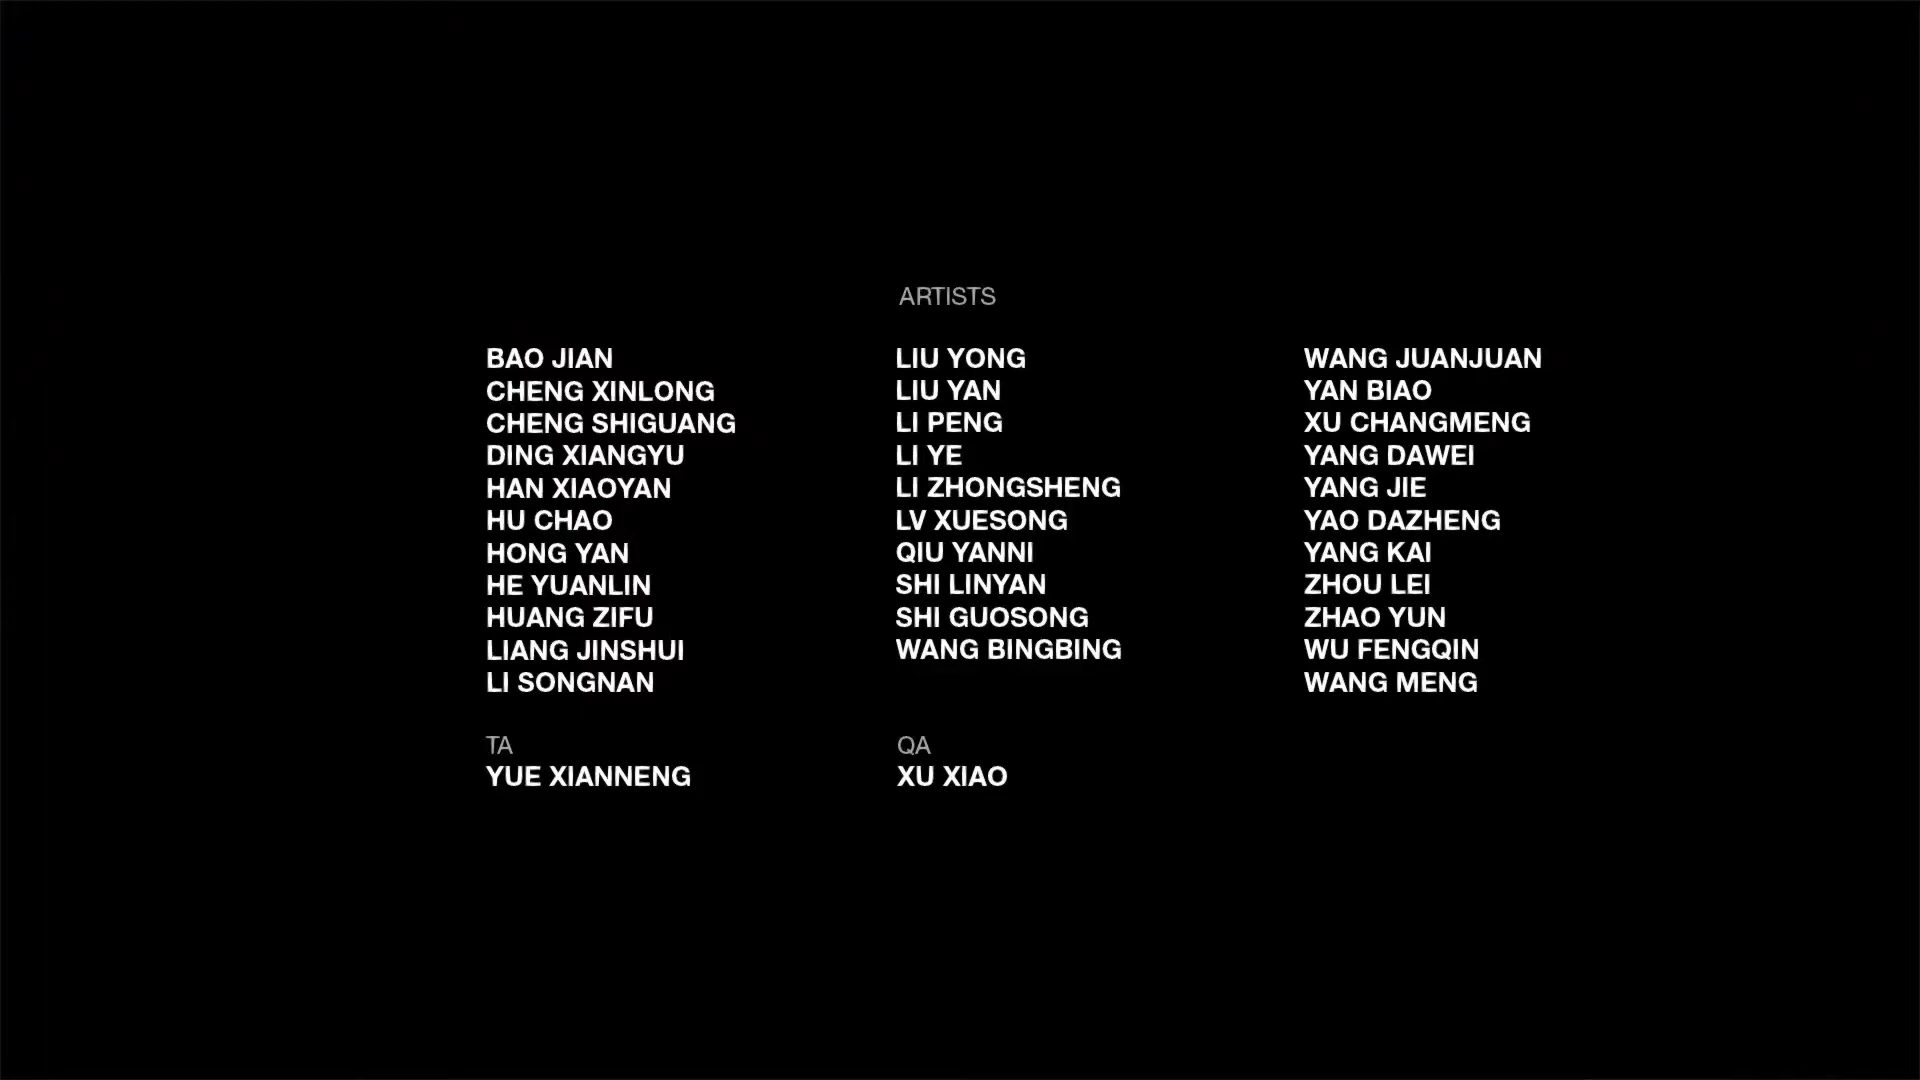 ARTISTS
BAO JIAN
CHENG XINLONG
CHENG SHIGUANG
DING XIANGYU
HAN XIAOYAN
HU CHAO
HONG YAN
HE YUANLIN
HUANG ZIFU
LIANG JINSHUI
LI SONGNAN
LIU YONG
LIU YAN
LI PENG
LI YE
LI ZHONGSHENG
LV XUESONG
QIU YANNI
SHI LINYAN
SHI GUOSONG
WANG BINGBING
WANG JUANJUAN
YAN BIAO
XU CHANGMENG
YANG DAWEI
YANG JIE
YAO DAZHENG
YANG KAI
ZHOU LEI
ZHAO YUN
WU FENGQIN
WANG MENG
TA
YUE XIANNENG
QA
XU XIAO